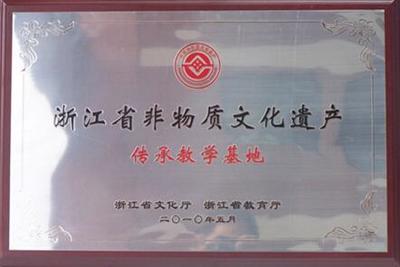 浙江省非物质文化遗产
传承教学基地
浙江省文化厅 浙江省教育厅
二〇一〇年五月